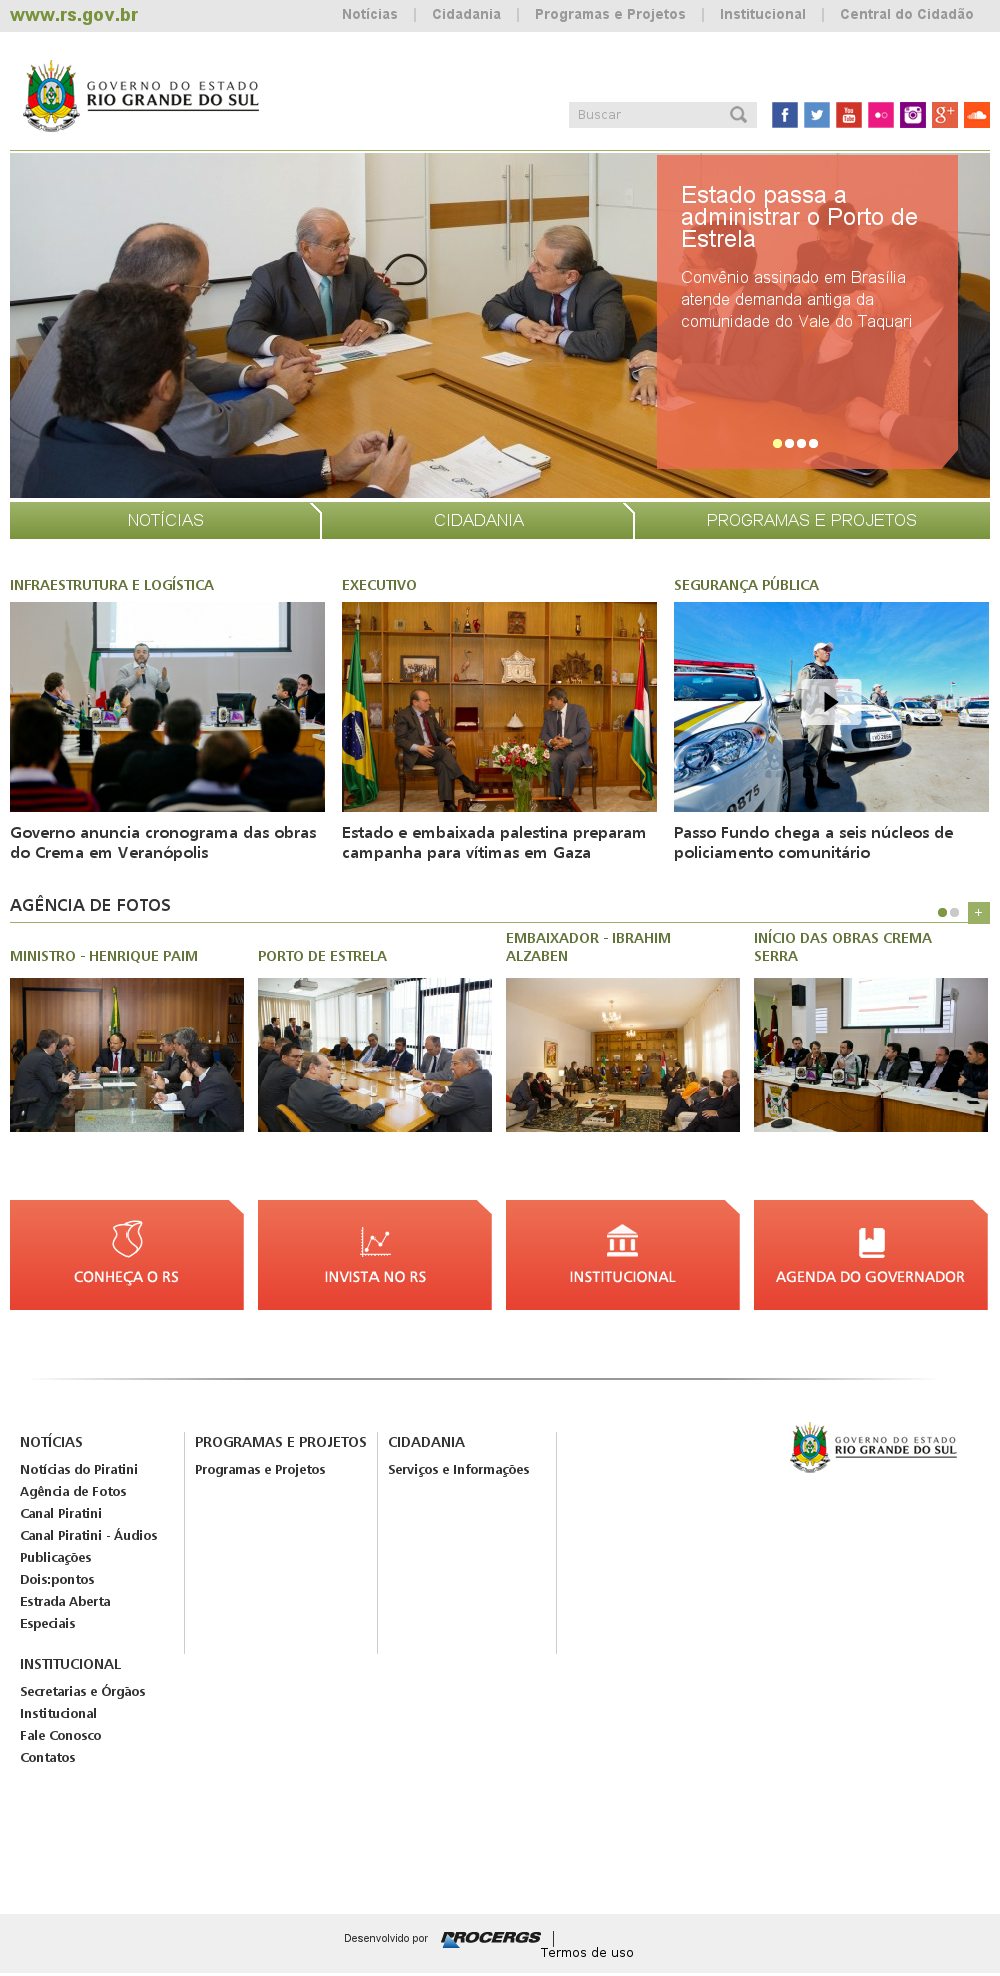 www.rs.gov.br
Notícias | Cidadania | Programas e Projetos | Institucional | Central do Cidadão
GOVERNO DO ESTADO
RIO GRANDE DO SUL
Buscar
Estado passa a
administrar o Porto de
Estrela
Convênio assinado em Brasília
atende demanda antiga da
comunidade do Vale do Taquari
NOTÍCIAS
CIDADANIA
PROGRAMAS E PROJETOS
INFRAESTRUTURA E LOGÍSTICA
Governo anuncia cronograma das obras
do Crema em Veranópolis
EXECUTIVO
Estado e embaixada palestina preparam
campanha para vítimas em Gaza
SEGURANÇA PÚBLICA
9875
Passo Fundo chega a seis núcleos de
policiamento comunitário
AGÊNCIA DE FOTOS
+
MINISTRO - HENRIQUE PAIM
PORTO DE ESTRELA
EMBAIXADOR - IBRAHIM
ALZABEN
INÍCIO DAS OBRAS CREMA
SERRA
CONHEÇA O RS
INVISTA NO RS
INSTITUCIONAL
AGENDA DO GOVERNADOR
NOTÍCIAS
Notícias do Piratini
Agência de Fotos
Canal Piratini
Canal Piratini - Áudios
Publicações
Dois:pontos
Estrada Aberta
Especiais
PROGRAMAS E PROJETOS
Programas e Projetos
CIDADANIA
Serviços e Informações
GOVERNO DO ESTADO
RIO GRANDE DO SUL
INSTITUCIONAL
Secretarias e Órgãos
Institucional
Fale Conosco
Contatos
Desenvolvido por PROCERGS |
Termos de uso